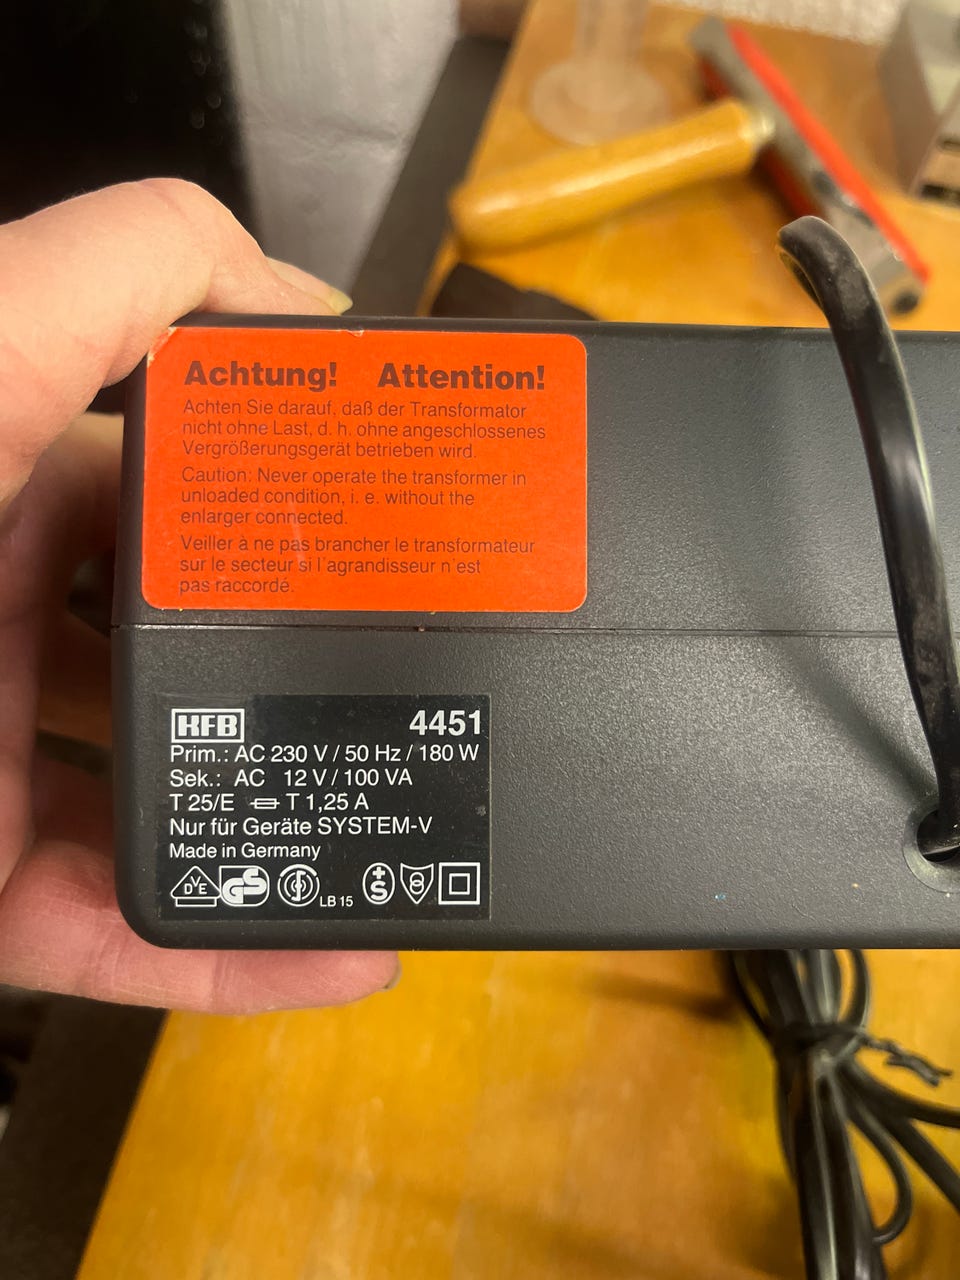 Achtung! Attention!
Achten Sie darauf, daß der Transformator
nicht ohne Last, d. h. ohne angeschlossenes
Vergrößerungsgerät betrieben wird.
Caution: Never operate the transformer in
unloaded condition, i. e. without the
enlarger connected.
Veiller à ne pas brancher le transformateur
sur le secteur si l'agrandisseur n'est
pas raccordé.
KFB 4451
Prim.: AC 230 V / 50 Hz / 180 W
Sek.: AC 12 V / 100 VA
T 25/E T 1,25 A
Nur für Geräte SYSTEM-V
Made in Germany
DVE GS LB 15 +S 8